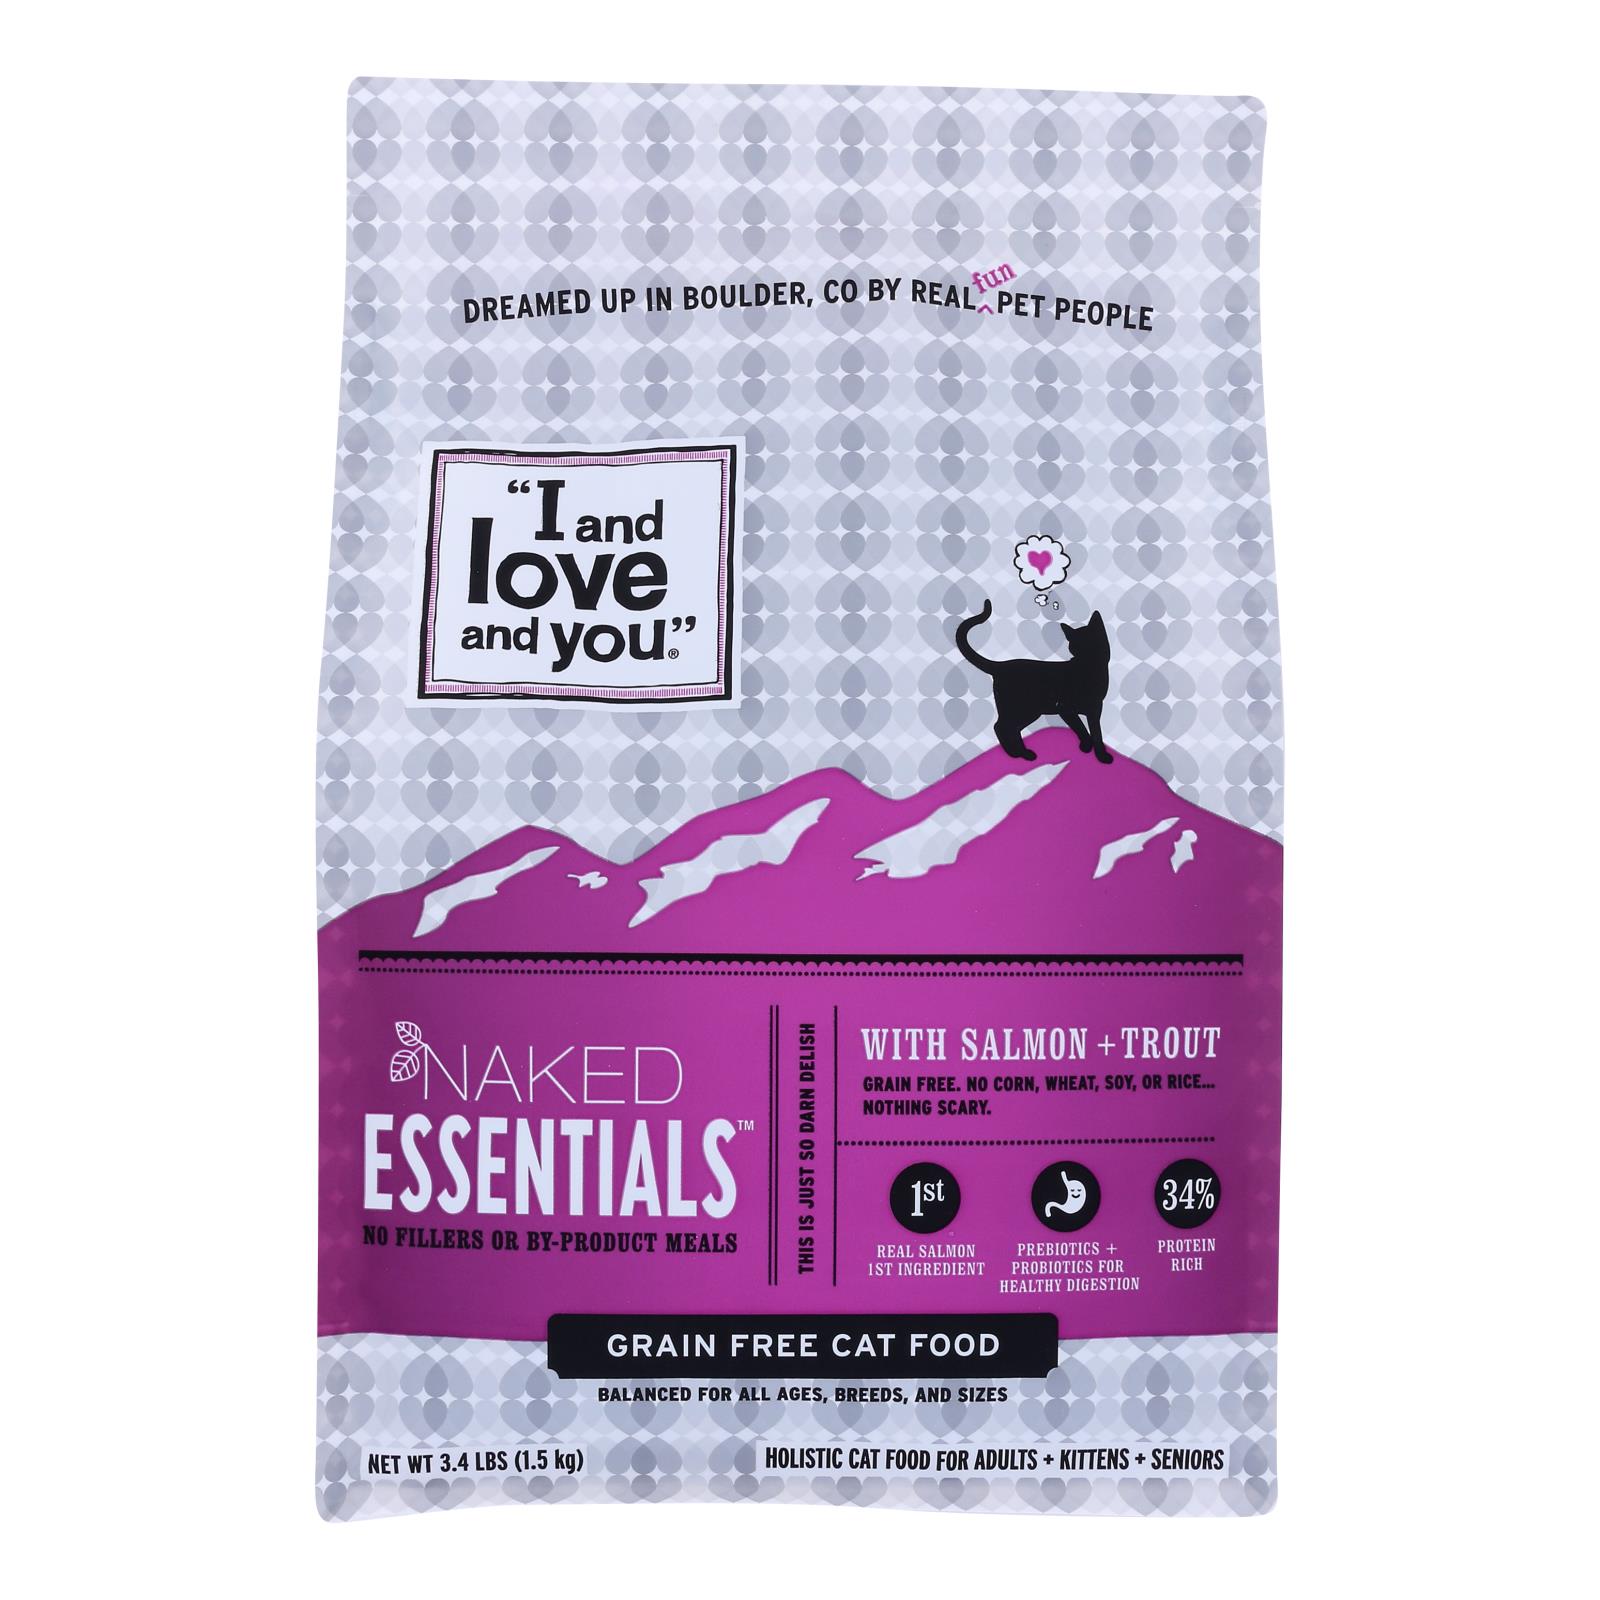 DREAMED UP IN BOULDER, CO BY REAL fun PET PEOPLE
"I and
love
and you"®
NAKED
ESSENTIALS™
NO FILLERS OR BY-PRODUCT MEALS
THIS IS JUST SO DARN DELISH
WITH SALMON + TROUT
GRAIN FREE. NO CORN, WHEAT, SOY, OR RICE...
NOTHING SCARY.
1st
REAL SALMON
1ST INGREDIENT
PREBIOTICS +
PROBIOTICS FOR
HEALTHY DIGESTION
34%
PROTEIN
RICH
GRAIN FREE CAT FOOD
BALANCED FOR ALL AGES, BREEDS, AND SIZES
NET WT 3.4 LBS (1.5 kg)
HOLISTIC CAT FOOD FOR ADULTS + KITTENS + SENIORS